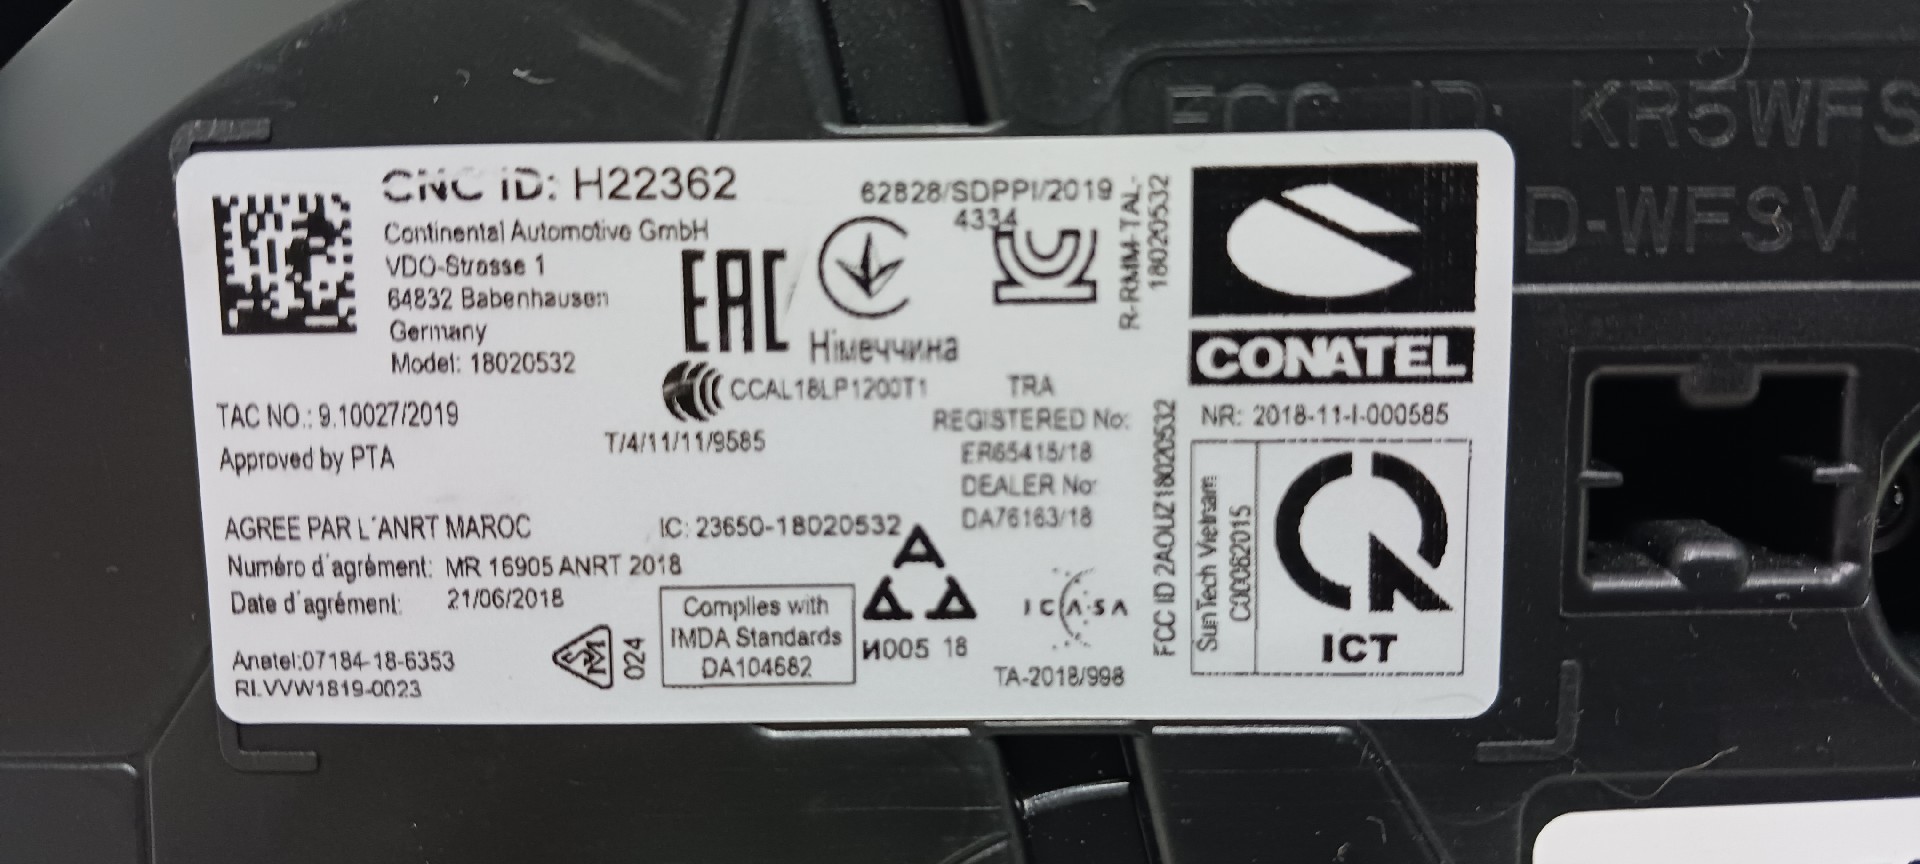 FCC ID: KR5WFS
D-WFSV
CNC ID: H22362
Continental Automotive GmbH
VDO-Strasse 1
64832 Babenhausen
Germany
Model: 18020532
62828/SDPPI/2019
4334
EAC
Німеччина
R-RMM-TAL-
18020532
CONATEL
NR: 2018-11-I-000585
CCAL18LP1200T1
T/4/11/11/9585
TAC NO.: 9.10027/2019
Approved by PTA
TRA
REGISTERED No:
ER65415/18
DEALER No:
DA76163/18
FCC ID 2AOUZ18020532
AGREE PAR L'ANRT MAROC
Numéro d'agrément: MR 16905 ANRT 2018
Date d'agrément: 21/06/2018
IC: 23650-18020532
Anatel:07184-18-6353
RI.VVW1819-0023
024
Complies with
IMDA Standards
DA104682
И005 18
ICASA
TA-2018/998
SunTech Vietnam
C00062015
ICT